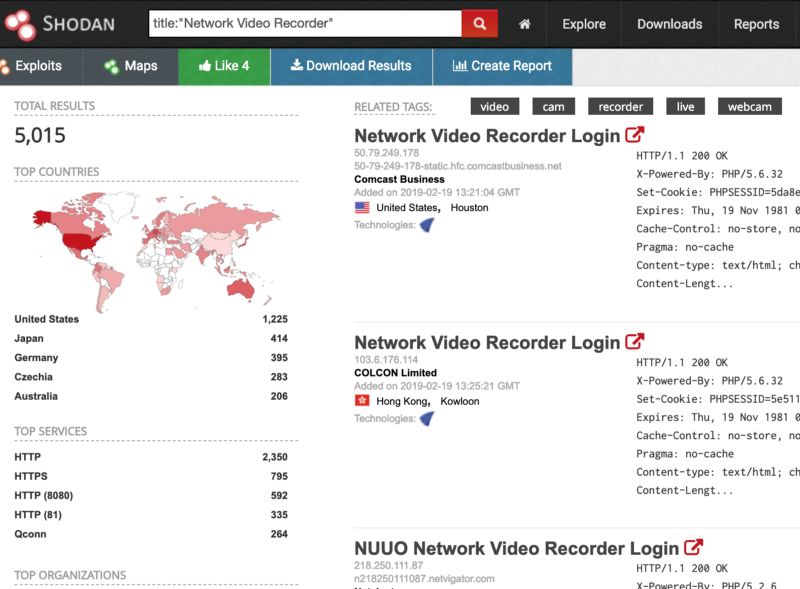 SHODAN
title:"Network Video Recorder"
Explore
Downloads
Reports
Exploits
Maps
Like 4
Download Results
Create Report
TOTAL RESULTS
5,015
TOP COUNTRIES
United States 1,225
Japan 414
Germany 395
Czechia 283
Australia 206
TOP SERVICES
HTTP 2,350
HTTPS 795
HTTP (8080) 592
HTTP (81) 335
Qconn 264
TOP ORGANIZATIONS
RELATED TAGS: video cam recorder live webcam
Network Video Recorder Login
50.79.249.178
50-79-249-178-static.hfc.comcastbusiness.net
Comcast Business
Added on 2019-02-19 13:21:04 GMT
United States, Houston
Technologies:
HTTP/1.1 200 OK
X-Powered-By: PHP/5.6.32
Set-Cookie: PHPSESSID=5da8e
Expires: Thu, 19 Nov 1981 0
Cache-Control: no-store, no
Pragma: no-cache
Content-type: text/html; ch
Content-Lengt...
Network Video Recorder Login
103.6.176.114
COLCON Limited
Added on 2019-02-19 13:25:21 GMT
Hong Kong, Kowloon
Technologies:
HTTP/1.1 200 OK
X-Powered-By: PHP/5.6.32
Set-Cookie: PHPSESSID=5e511
Expires: Thu, 19 Nov 1981 0
Cache-Control: no-store, no
Pragma: no-cache
Content-type: text/html; ch
Content-Lengt...
NUUO Network Video Recorder Login
218.250.111.87
n218250111087.netvigator.com
HTTP/1.1 200 OK
X-Powered-By: PHP/5.2.6